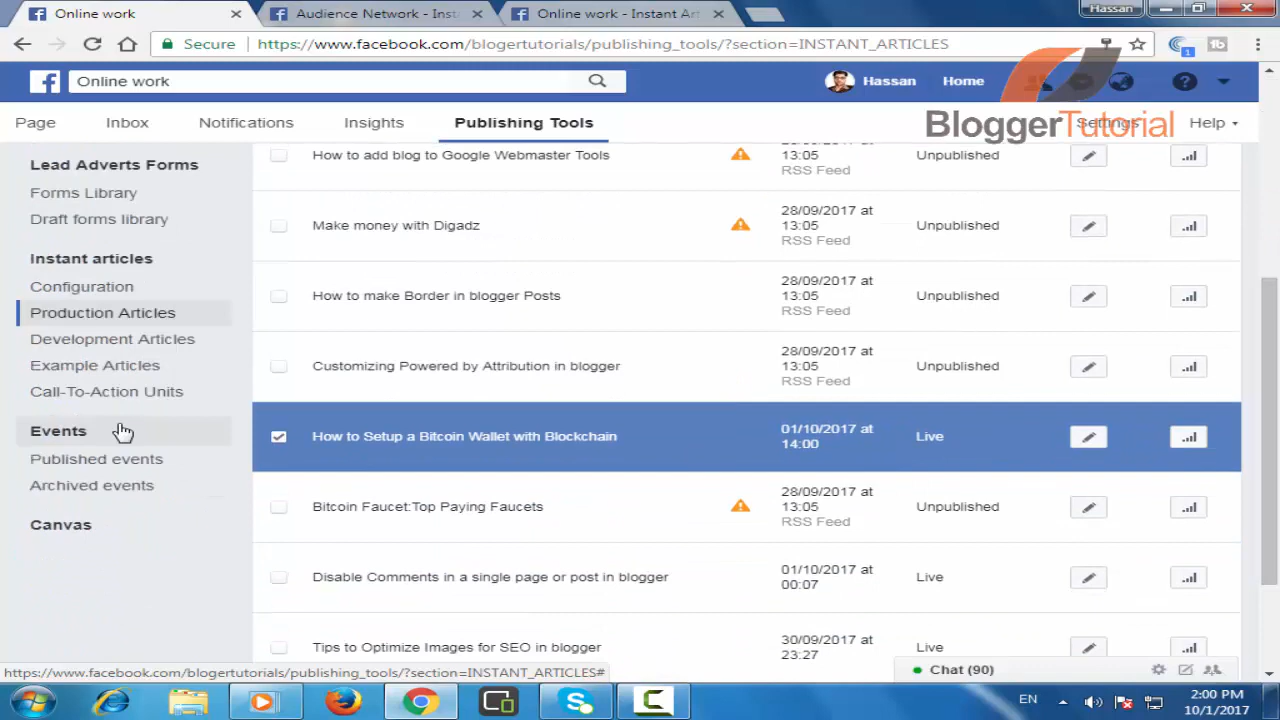 Online work
Audience Network - Inst
Online work - Instant Art
Hassan
Secure
https://www.facebook.com/blogertutorials/publishing_tools/?section=INSTANT_ARTICLES
1
Online work
Hassan
Home
Page
Inbox
Notifications
Insights
Publishing Tools
Settings
Help
BloggerTutorial
Lead Adverts Forms
Forms Library
Draft forms library
Instant articles
Configuration
Production Articles
Development Articles
Example Articles
Call-To-Action Units
Events
Published events
Archived events
Canvas
How to add blog to Google Webmaster Tools
13:05
RSS Feed
Unpublished
Make money with Digadz
28/09/2017 at
13:05
RSS Feed
Unpublished
How to make Border in blogger Posts
28/09/2017 at
13:05
RSS Feed
Unpublished
Customizing Powered by Attribution in blogger
28/09/2017 at
13:05
RSS Feed
Unpublished
How to Setup a Bitcoin Wallet with Blockchain
01/10/2017 at
14:00
Live
Bitcoin Faucet:Top Paying Faucets
28/09/2017 at
13:05
RSS Feed
Unpublished
Disable Comments in a single page or post in blogger
01/10/2017 at
00:07
Live
Tips to Optimize Images for SEO in blogger
30/09/2017 at
23:27
Live
https://www.facebook.com/blogertutorials/publishing_tools/?section=INSTANT_ARTICLES#
Chat (90)
EN
2:00 PM
10/1/2017